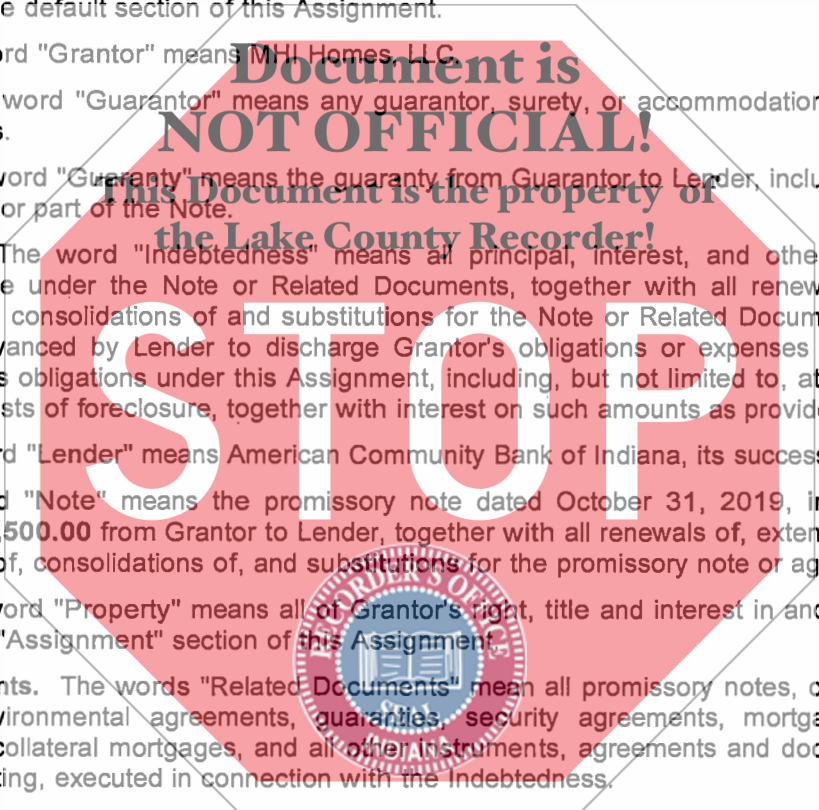 e default section of this Assignment.
ord "Grantor" means MHI Homes, LLC.
Document is
word "Guarantor" means any guarantor, surety, or accommodation
s.
NOT OFFICIAL!
ord "Guaranty" means the guaranty from Guarantor to Lender, inclu
This Document is the property of
or part of the Note.
the Lake County Recorder!
The word "Indebtedness" means all principal, interest, and othe
e under the Note or Related Documents, together with all renew
consolidations of and substitutions for the Note or Related Docum
vanced by Lender to discharge Grantor's obligations or expenses
s obligations under this Assignment, including, but not limited to, at
sts of foreclosure, together with interest on such amounts as provide
STOP
d "Lender" means American Community Bank of Indiana, its success
d "Note" means the promissory note dated October 31, 2019, in
,500.00 from Grantor to Lender, together with all renewals of, exten
of, consolidations of, and substitutions for the promissory note or ag
RECORDER'S OFFICE
ord "Property" means all of Grantor's right, title and interest in and
"Assignment" section of this Assignment.
nts. The words "Related Documents" mean all promissory notes, c
SEAL
vironmental agreements, guaranties, security agreements, mortga
INDIANA
collateral mortgages, and all other instruments, agreements and doc
ting, executed in connection with the Indebtedness.